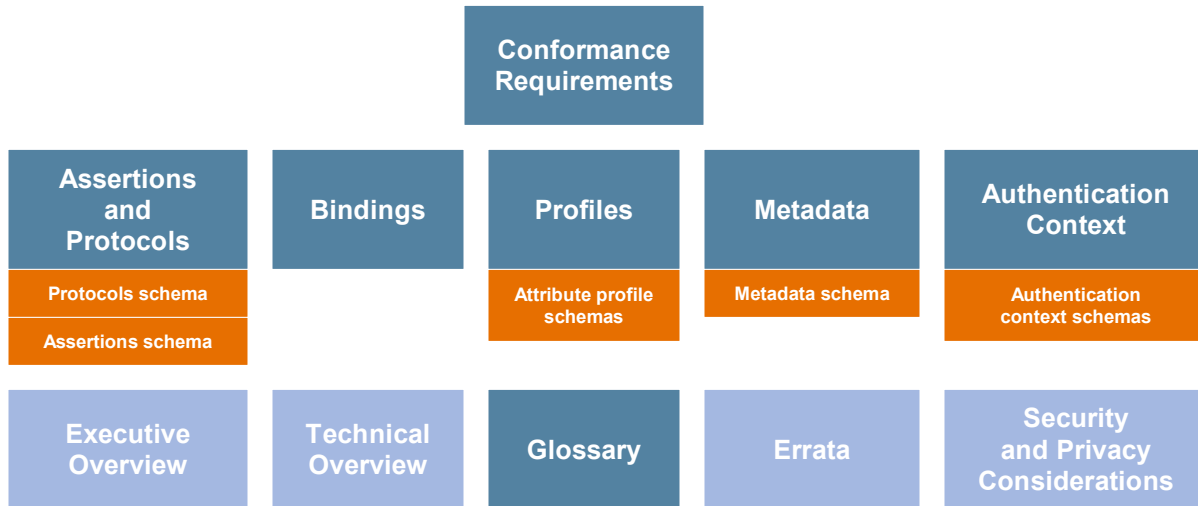 Conformance
Requirements
Assertions
and
Protocols
Bindings
Profiles
Metadata
Authentication
Context
Protocols schema
Assertions schema
Attribute profile
schemas
Metadata schema
Authentication
context schemas
Executive
Overview
Technical
Overview
Glossary
Errata
Security
and Privacy
Considerations